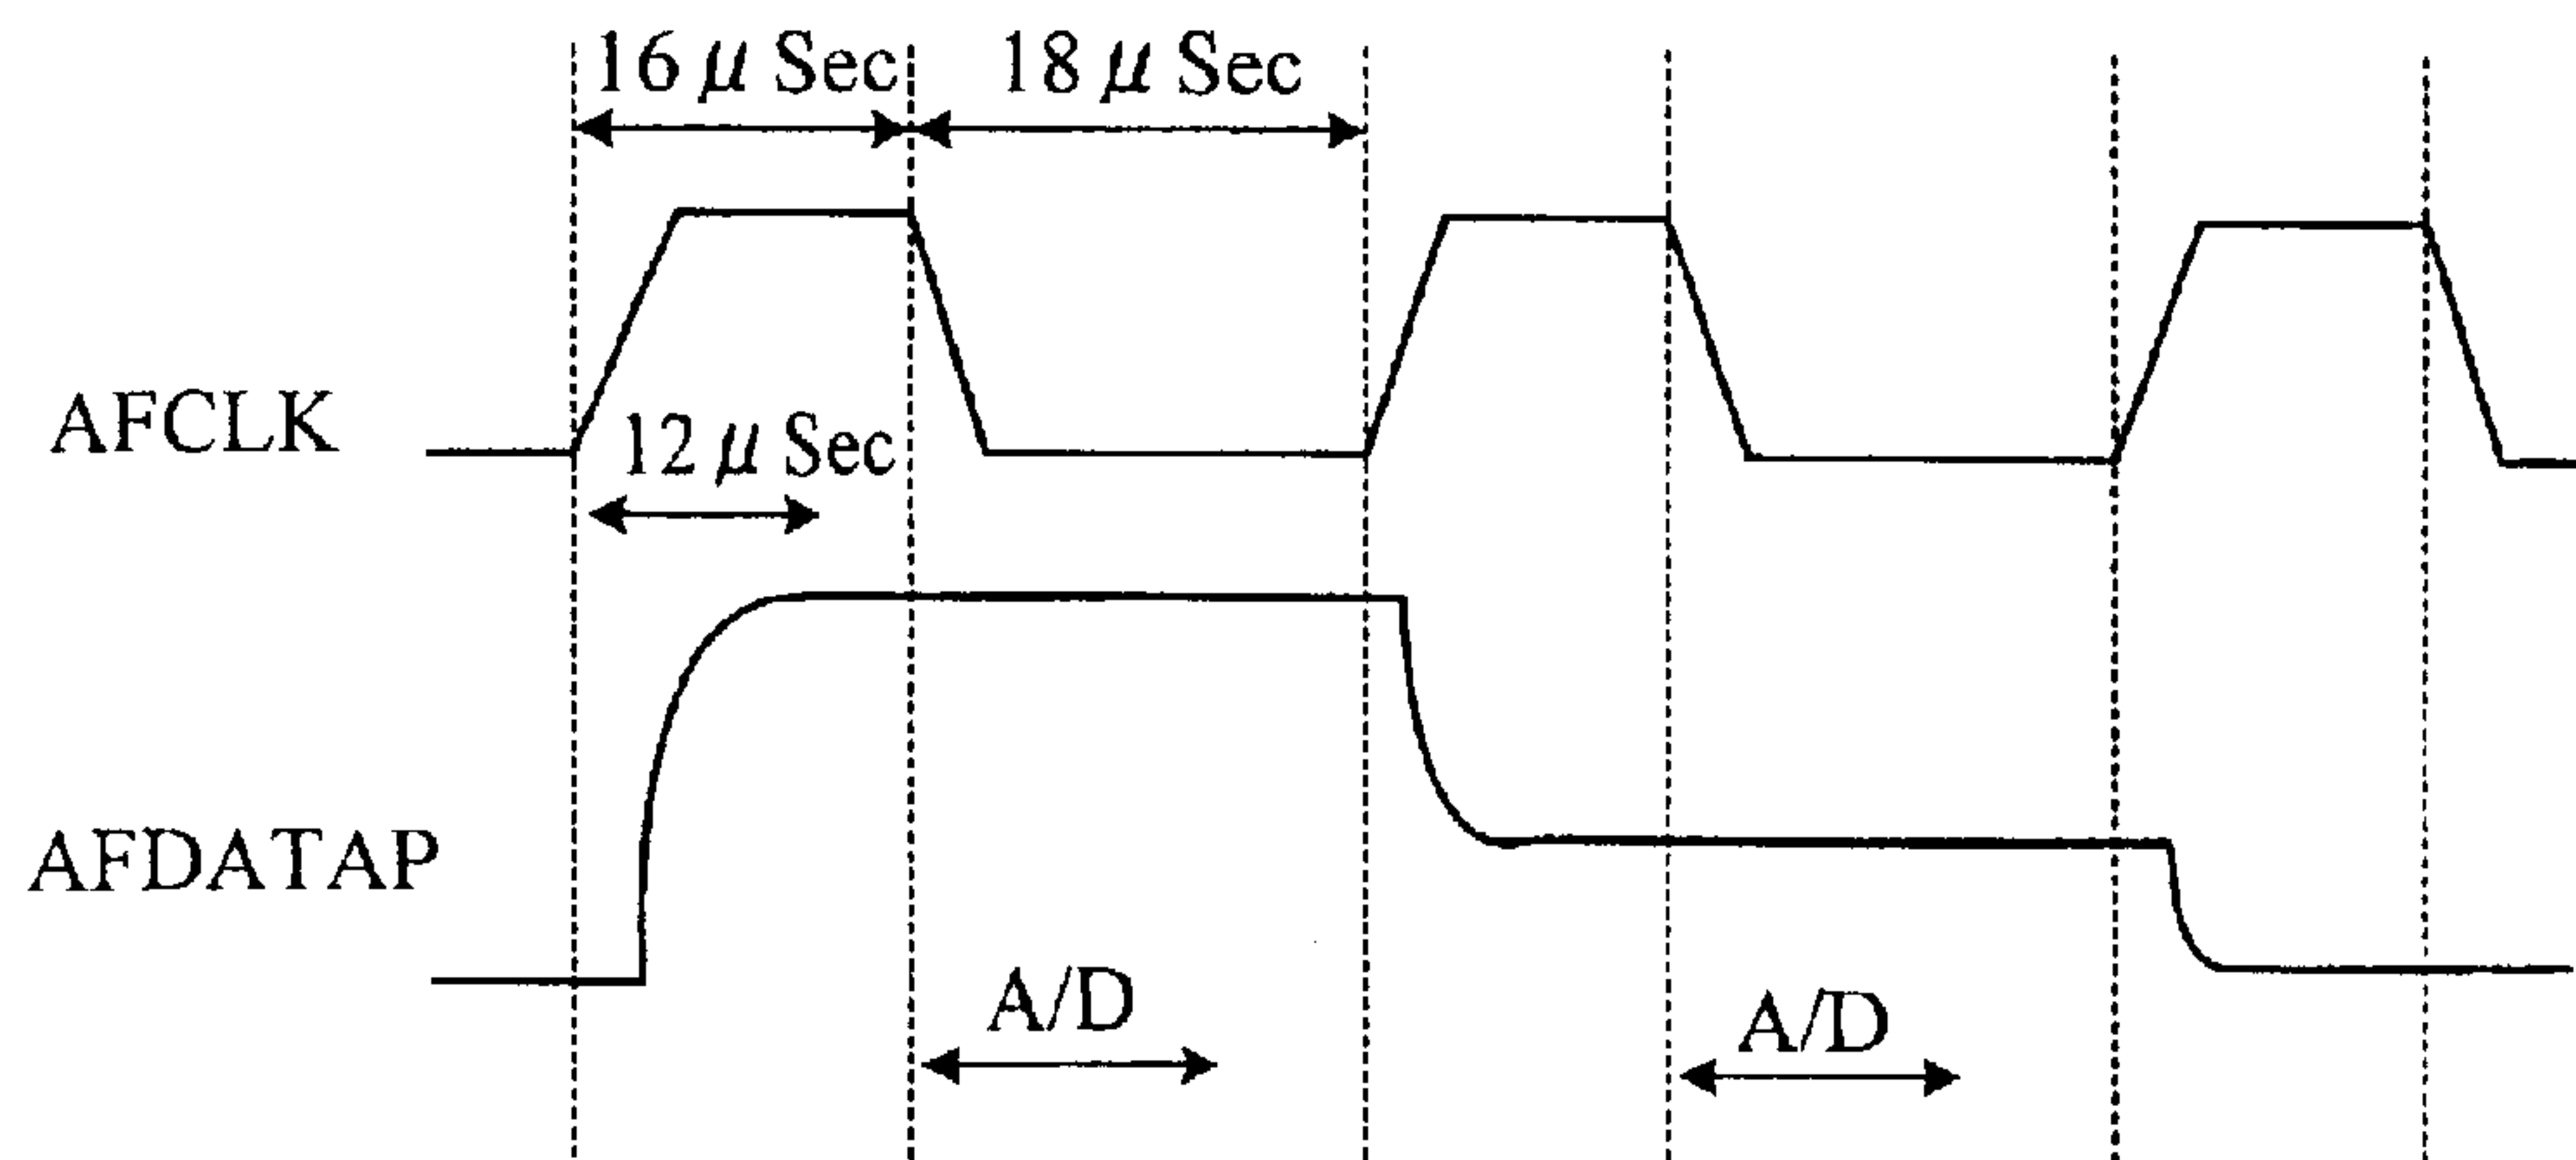 16 μ Sec
18 μ Sec
AFCLK
12 μ Sec
AFDATAP
A/D
A/D